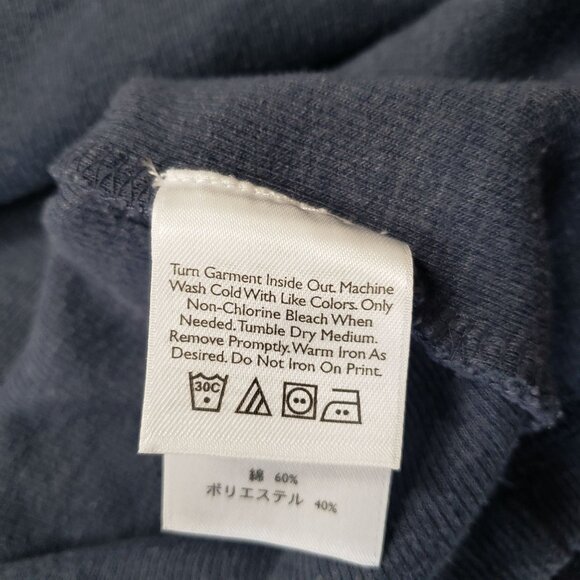 Turn Garment Inside Out. Machine
Wash Cold With Like Colors. Only
Non-Chlorine Bleach When
Needed. Tumble Dry Medium.
Remove Promptly. Warm Iron As
Desired. Do Not Iron On Print.
30C
綿 60%
ポリエステル 40%